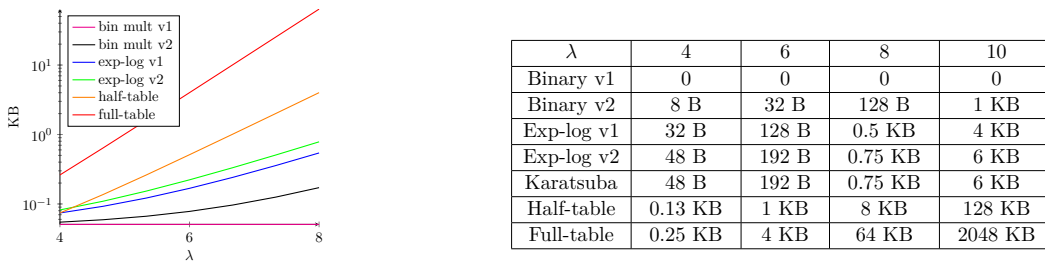 bin mult v1
bin mult v2
exp-log v1
exp-log v2
half-table
full-table
10¹
10⁰
10⁻¹
KB
4 6 8
λ
λ 4 6 8 10
Binary v1 0 0 0 0
Binary v2 8 B 32 B 128 B 1 KB
Exp-log v1 32 B 128 B 0.5 KB 4 KB
Exp-log v2 48 B 192 B 0.75 KB 6 KB
Karatsuba 48 B 192 B 0.75 KB 6 KB
Half-table 0.13 KB 1 KB 8 KB 128 KB
Full-table 0.25 KB 4 KB 64 KB 2048 KB